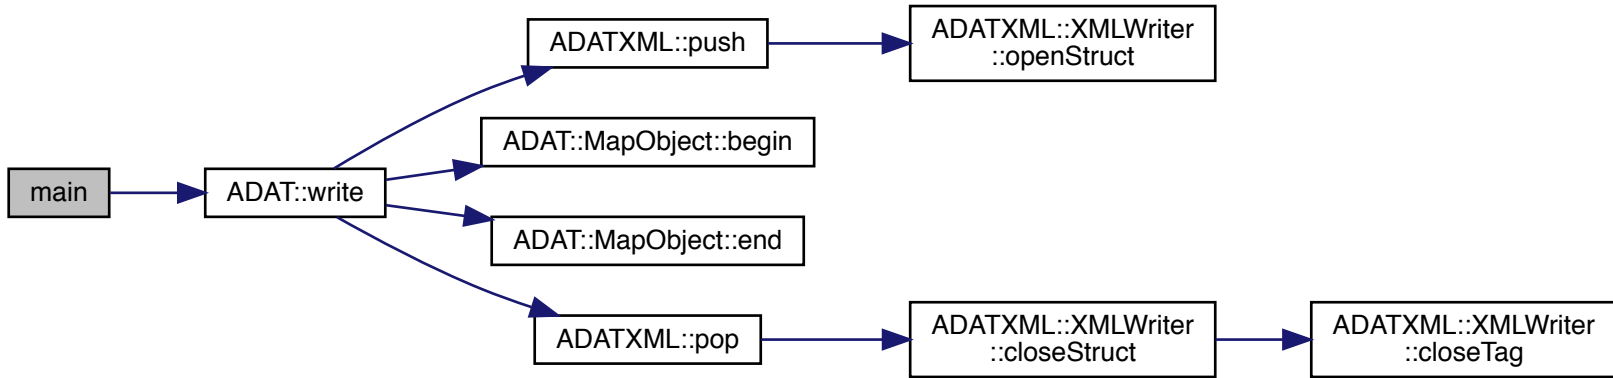 main
ADAT::write
ADATXML::push
ADATXML::XMLWriter
::openStruct
ADAT::MapObject::begin
ADAT::MapObject::end
ADATXML::pop
ADATXML::XMLWriter
::closeStruct
ADATXML::XMLWriter
::closeTag